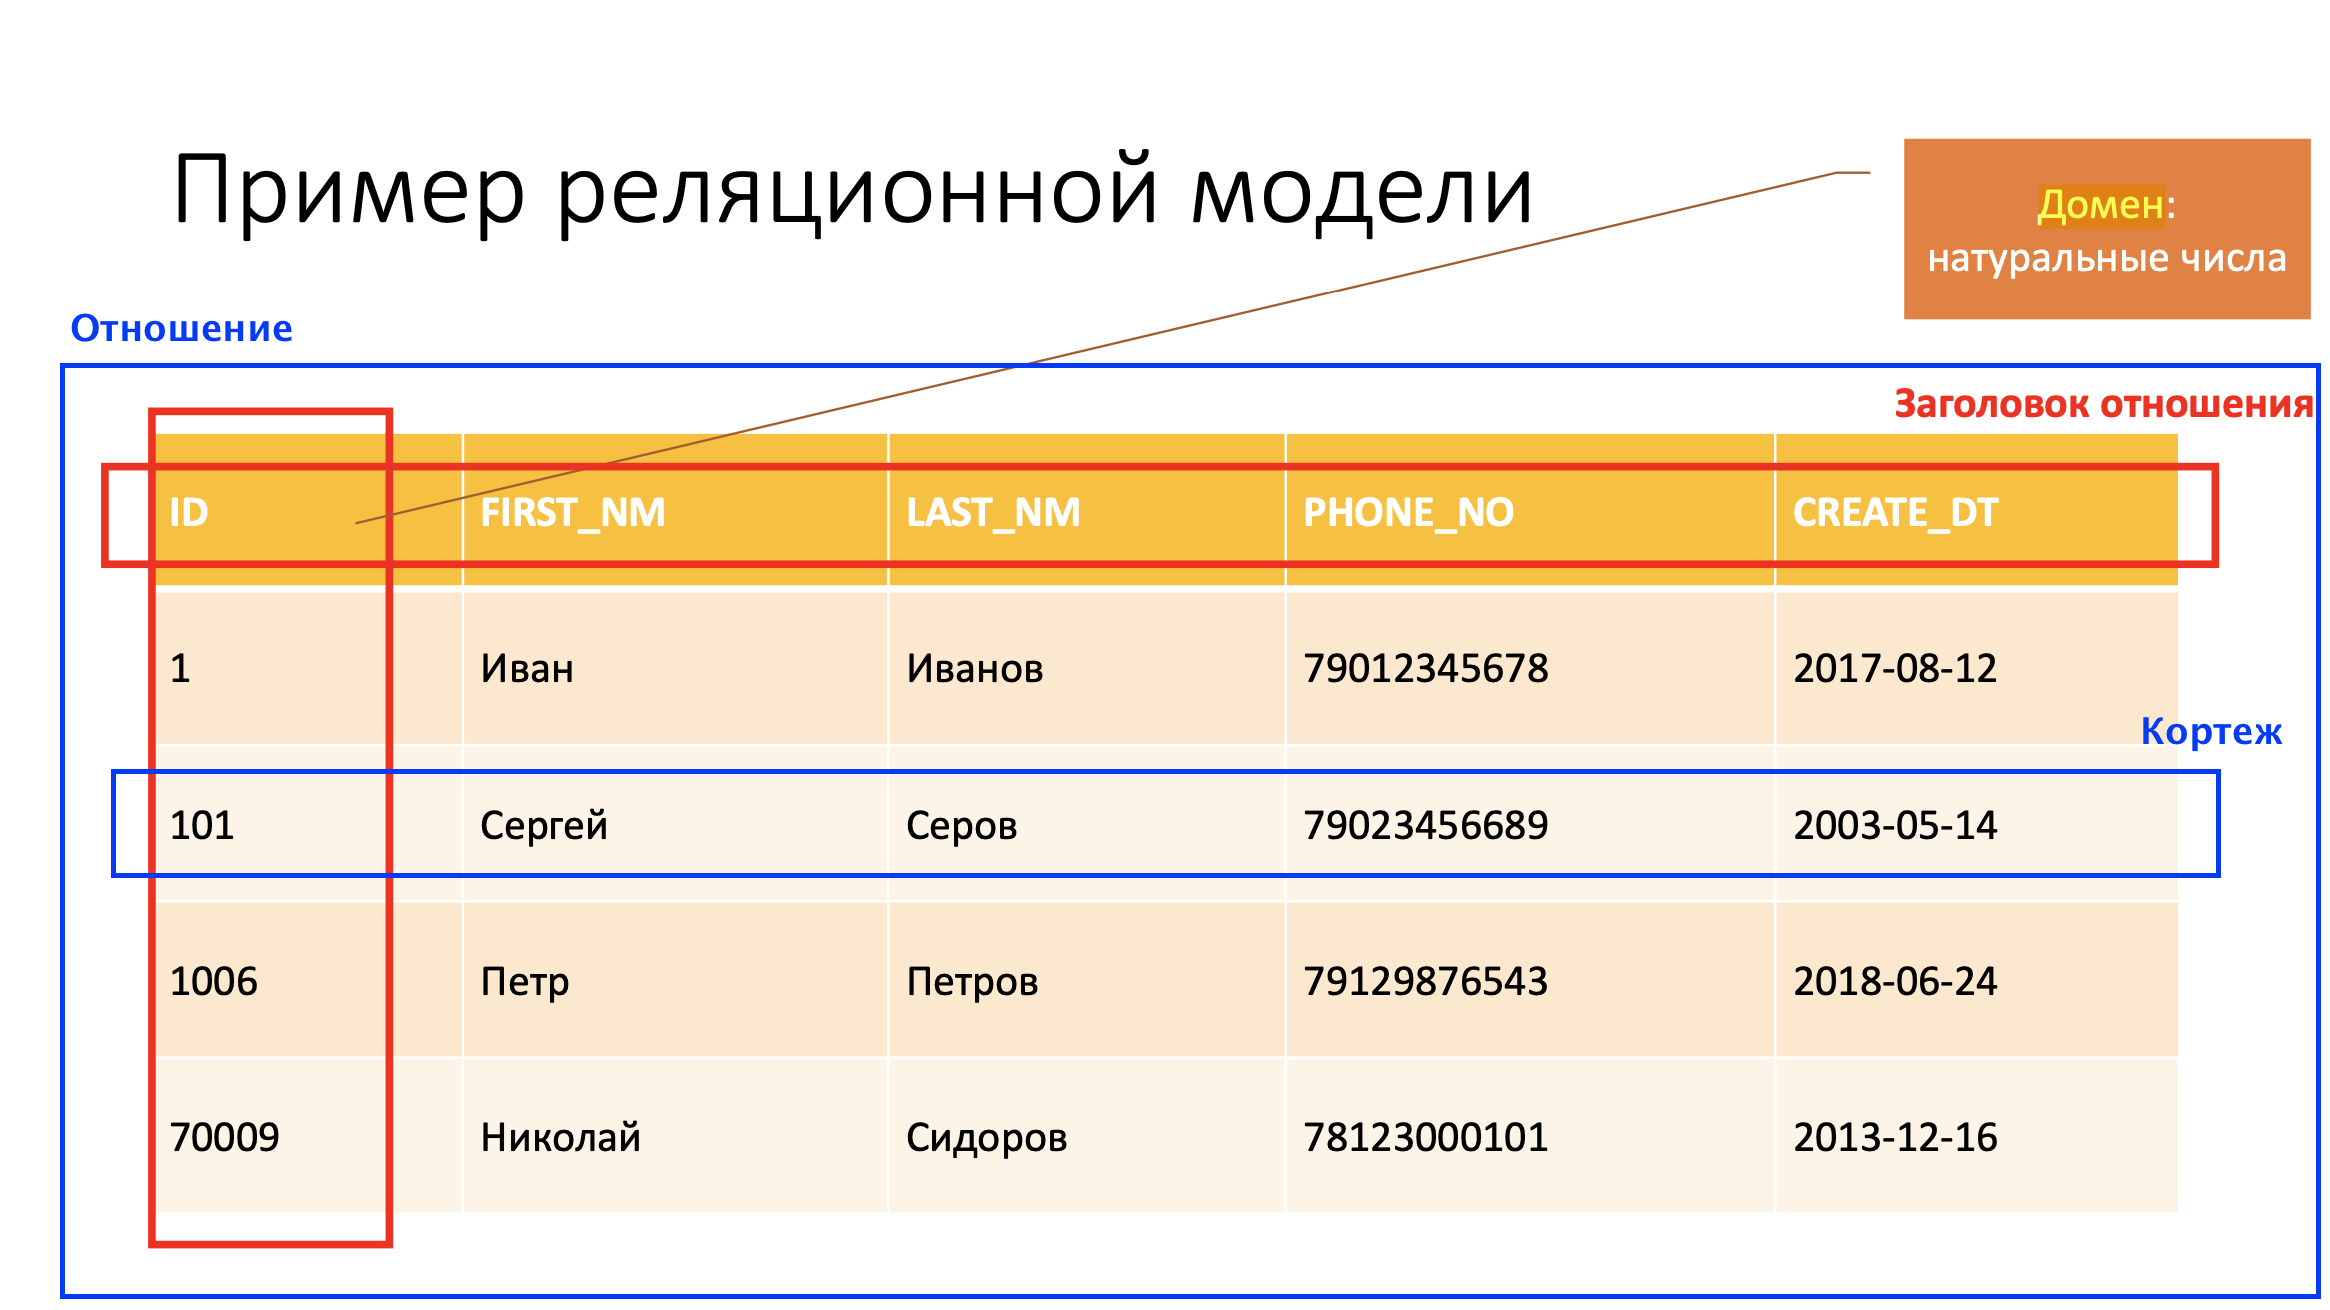 Пример реляционной модели
Домен:
натуральные числа
Отношение
Заголовок отношения
ID FIRST_NM LAST_NM PHONE_NO CREATE_DT
1 Иван Иванов 79012345678 2017-08-12
Кортеж
101 Сергей Серов 79023456689 2003-05-14
1006 Петр Петров 79129876543 2018-06-24
70009 Николай Сидоров 78123000101 2013-12-16